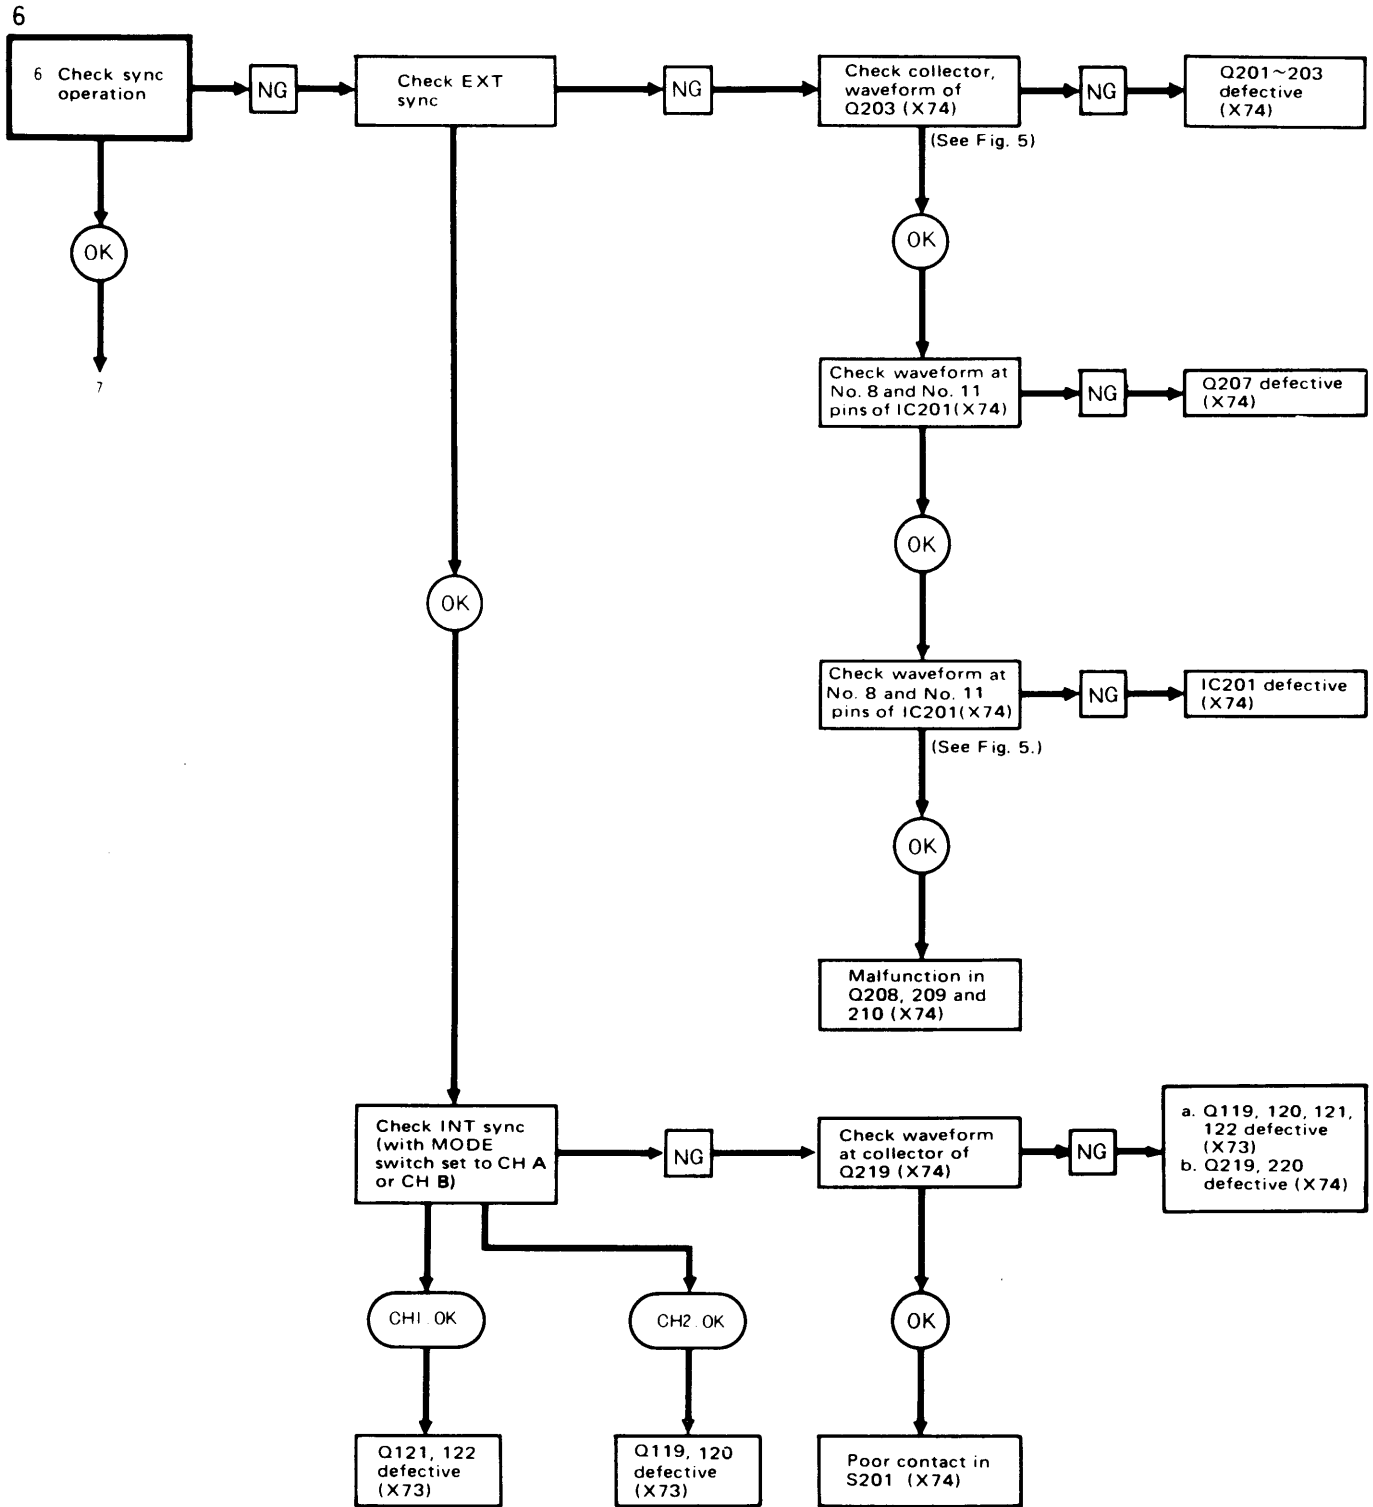 6
6 Check sync
operation
NG
Check EXT
sync
NG
Check collector,
waveform of
Q203 (X74)
NG
Q201~203
defective
(X74)
(See Fig. 5)
OK
OK
7
Check waveform at
No. 8 and No. 11
pins of IC201(X74)
NG
Q207 defective
(X74)
OK
OK
Check waveform at
No. 8 and No. 11
pins of IC201(X74)
NG
IC201 defective
(X74)
(See Fig. 5.)
OK
Malfunction in
Q208, 209 and
210 (X74)
Check INT sync
(with MODE
switch set to CH A
or CH B)
NG
Check waveform
at collector of
Q219 (X74)
NG
a. Q119, 120, 121,
122 defective
(X73)
b. Q219, 220
defective (X74)
CH1. OK
CH2. OK
OK
Q121, 122
defective
(X73)
Q119, 120
defective
(X73)
Poor contact in
S201 (X74)